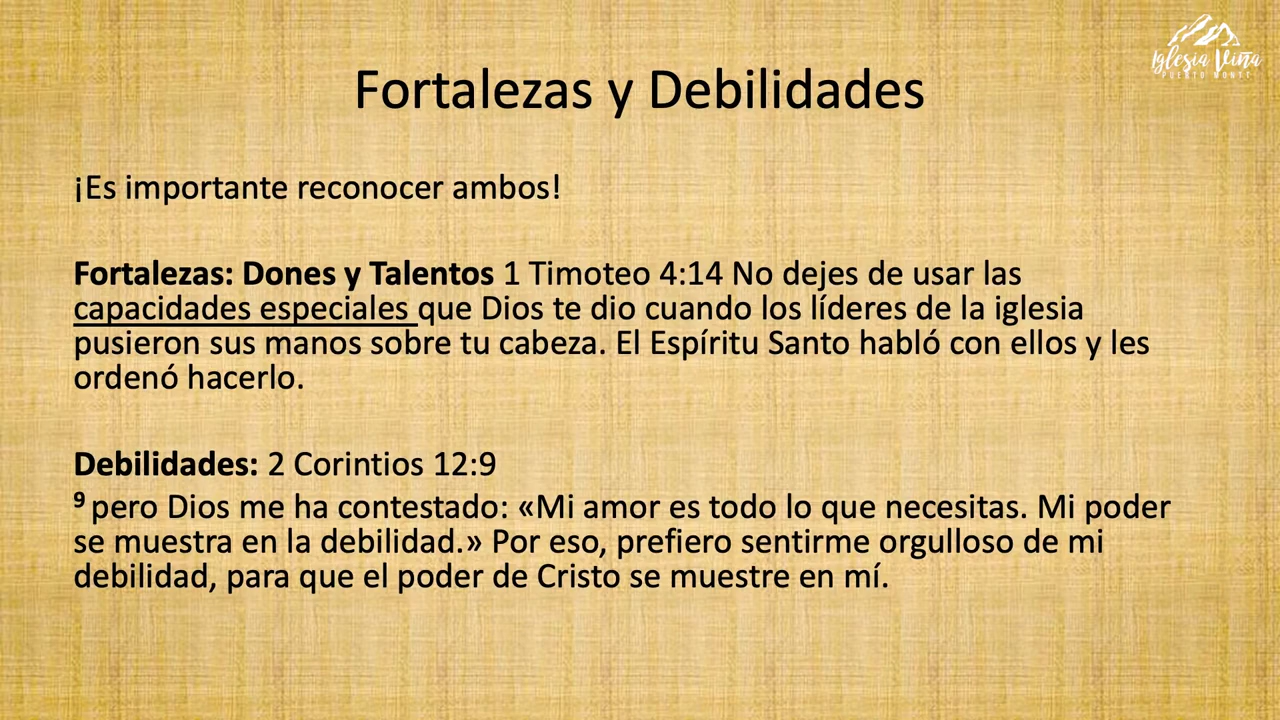 Iglesia Viña
PUERTO MONTT
Fortalezas y Debilidades
¡Es importante reconocer ambos!
Fortalezas: Dones y Talentos 1 Timoteo 4:14 No dejes de usar las
capacidades especiales que Dios te dio cuando los líderes de la iglesia
pusieron sus manos sobre tu cabeza. El Espíritu Santo habló con ellos y les
ordenó hacerlo.
Debilidades: 2 Corintios 12:9
9 pero Dios me ha contestado: «Mi amor es todo lo que necesitas. Mi poder
se muestra en la debilidad.» Por eso, prefiero sentirme orgulloso de mi
debilidad, para que el poder de Cristo se muestre en mí.